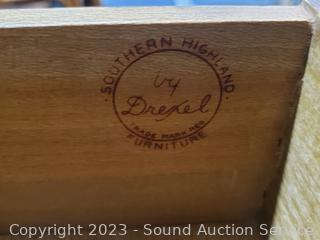 · SOUTHERN HIGHLAND ·
by
Drexel
TRADE MARK REG.
FURNITURE
Copyright 2023 - Sound Auction Service